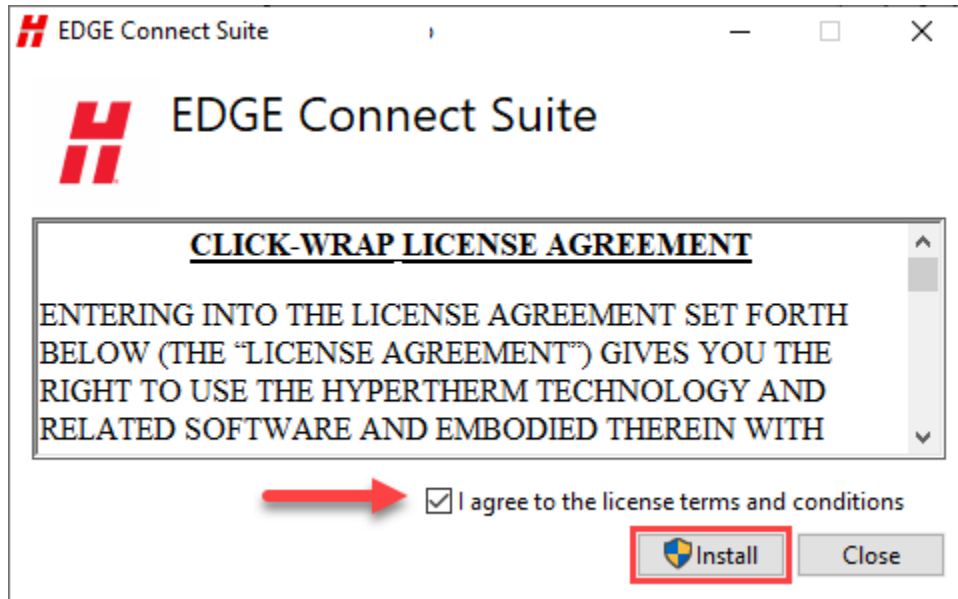 EDGE Connect Suite
EDGE Connect Suite
CLICK-WRAP LICENSE AGREEMENT
ENTERING INTO THE LICENSE AGREEMENT SET FORTH
BELOW (THE “LICENSE AGREEMENT”) GIVES YOU THE
RIGHT TO USE THE HYPERTHERM TECHNOLOGY AND
RELATED SOFTWARE AND EMBODIED THEREIN WITH
I agree to the license terms and conditions
Install Close